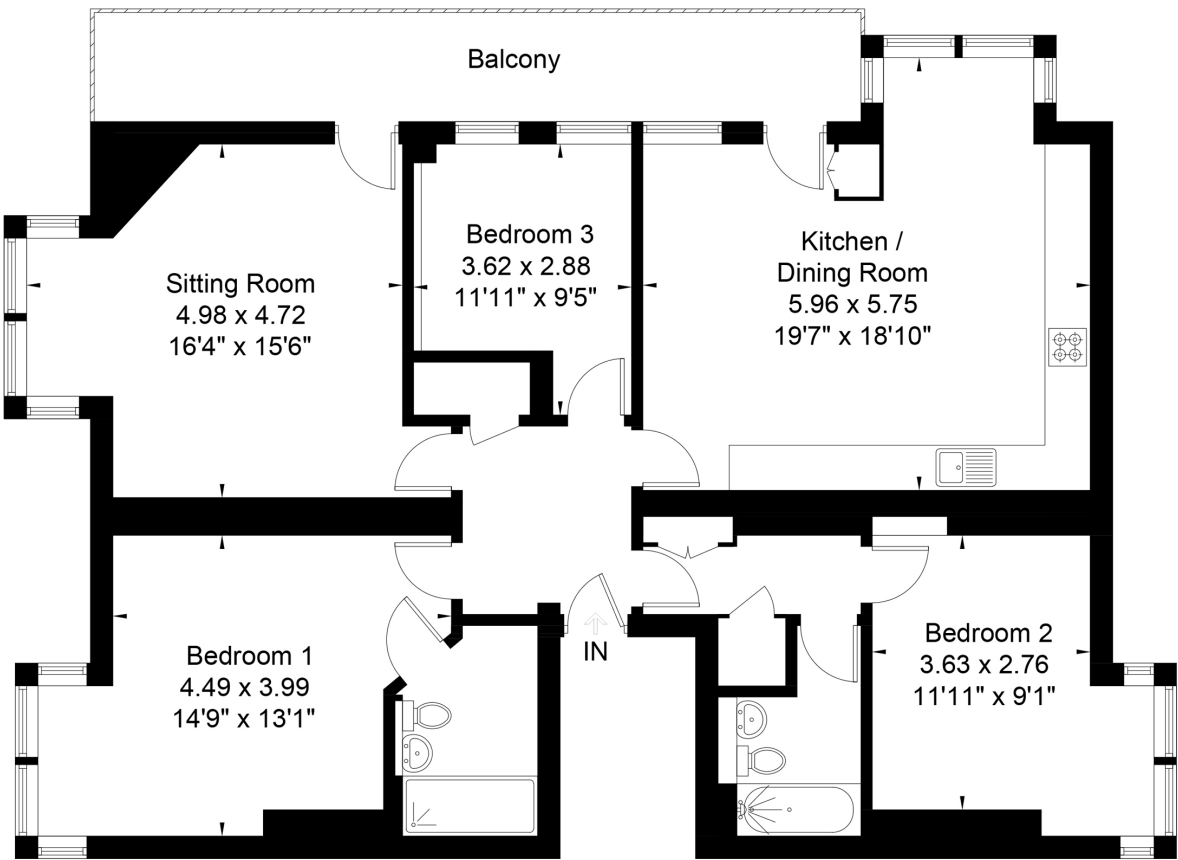 Balcony
Sitting Room
4.98 x 4.72
16'4" x 15'6"
Bedroom 3
3.62 x 2.88
11'11" x 9'5"
Kitchen /
Dining Room
5.96 x 5.75
19'7" x 18'10"
Bedroom 1
4.49 x 3.99
14'9" x 13'1"
IN
Bedroom 2
3.63 x 2.76
11'11" x 9'1"